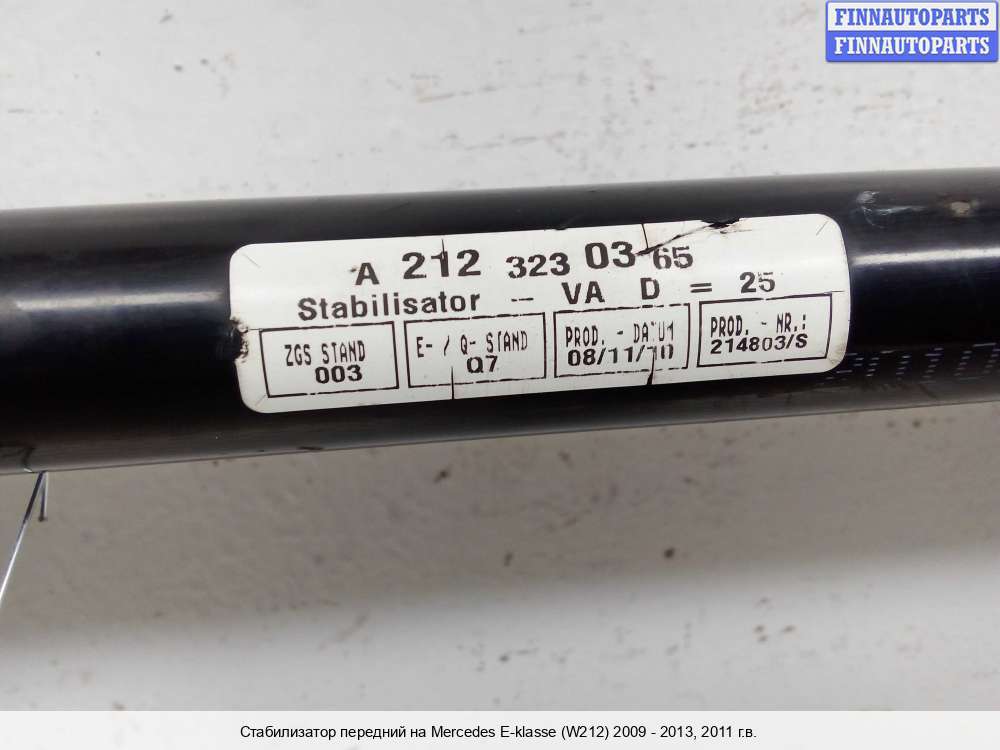 FINNAUTOPARTS
FINNAUTOPARTS
A 212 323 03 65
Stabilisator - VA D = 25
ZGS STAND
003
E- / Q- STAND
Q7
PROD. - DATUM
08/11/10
PROD. - NR.:
214803/S
Стабилизатор передний на Mercedes E-klasse (W212) 2009 - 2013, 2011 г.в.